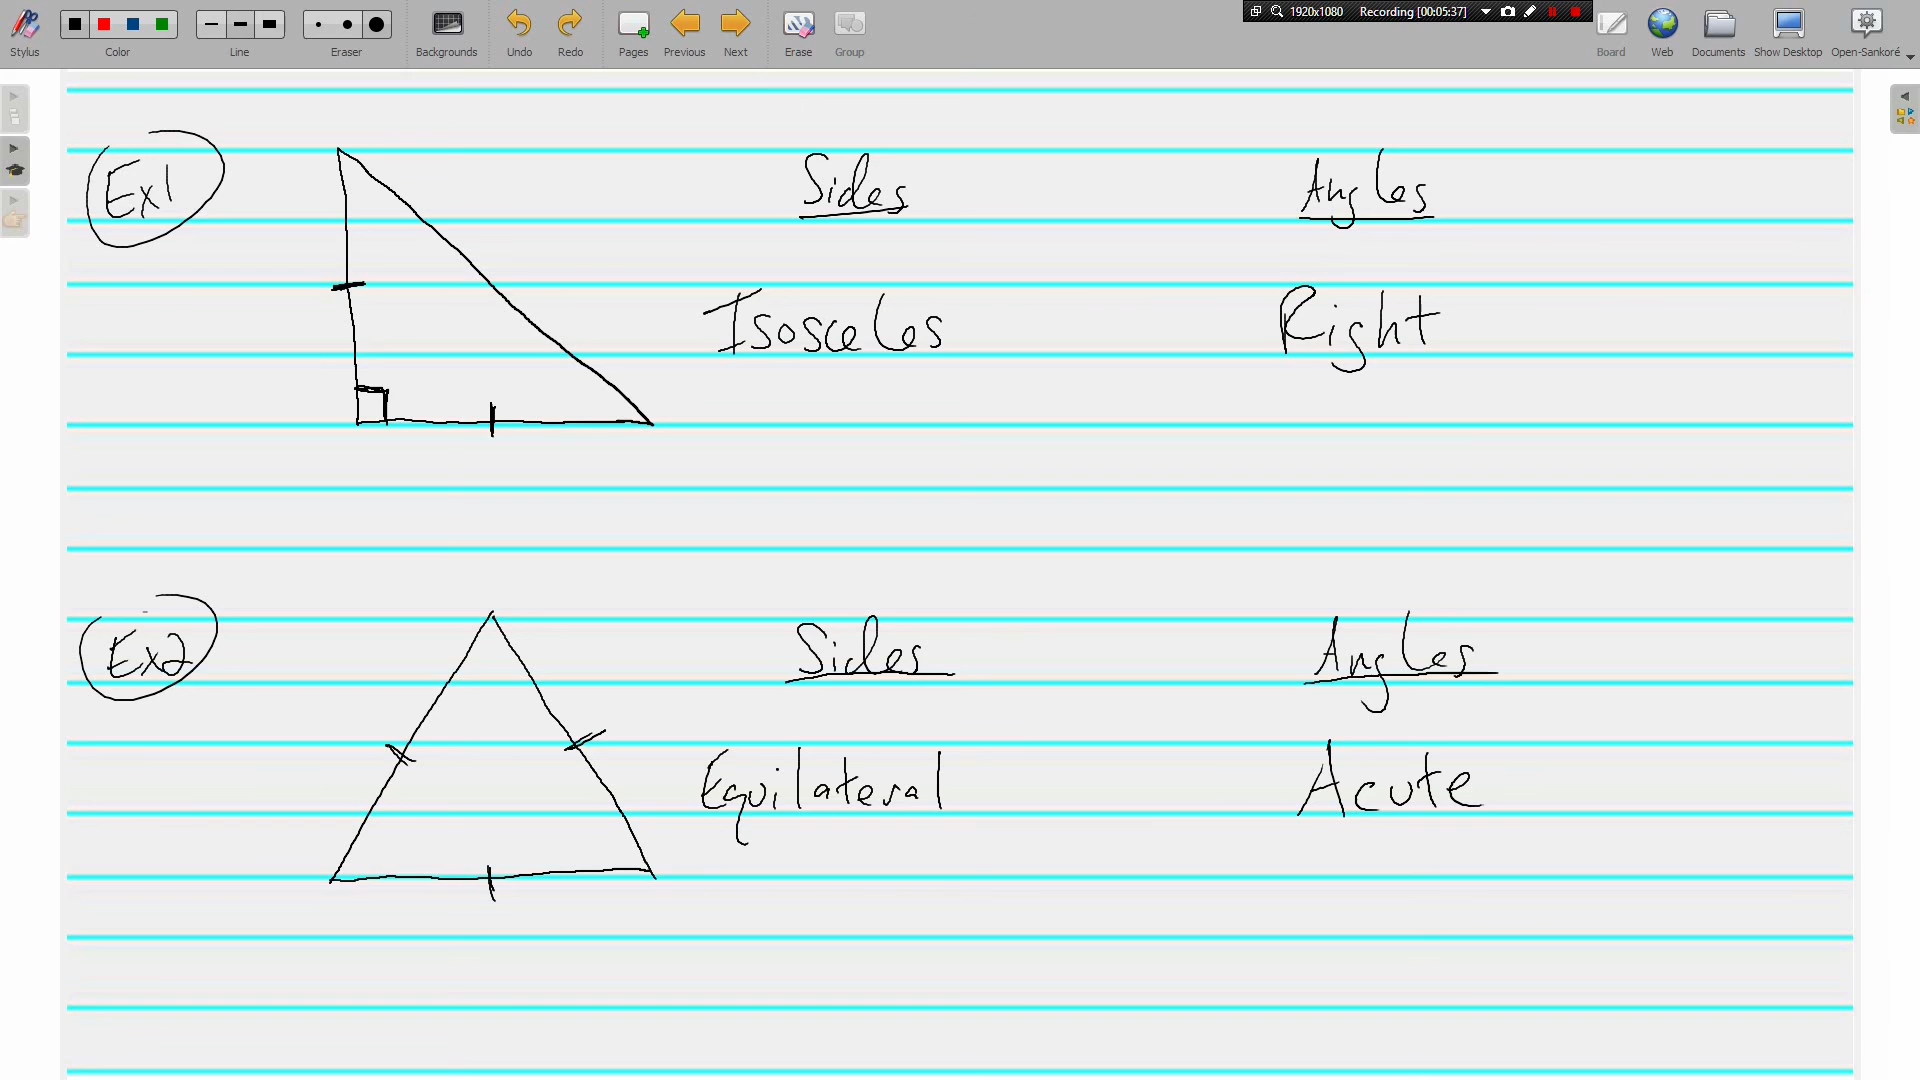 1920x1080 Recording [00:05:37]
Stylus Color Line Eraser Backgrounds Undo Redo Pages Previous Next Erase Group Board Web Documents Show Desktop Open-Sankoré
Ex1 Sides Angles
Isosceles Right
Ex2 Sides Angles
Equilateral Acute